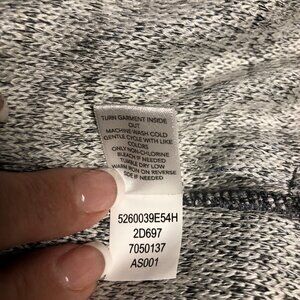 TURN GARMENT INSIDE
OUT
MACHINE WASH COLD
GENTLE CYCLE WITH LIKE
COLORS
ONLY NON-CHLORINE
BLEACH IF NEEDED
TUMBLE DRY LOW
WARM IRON ON REVERSE
SIDE IF NEEDED
5260039E54H
2D697
7050137
AS001